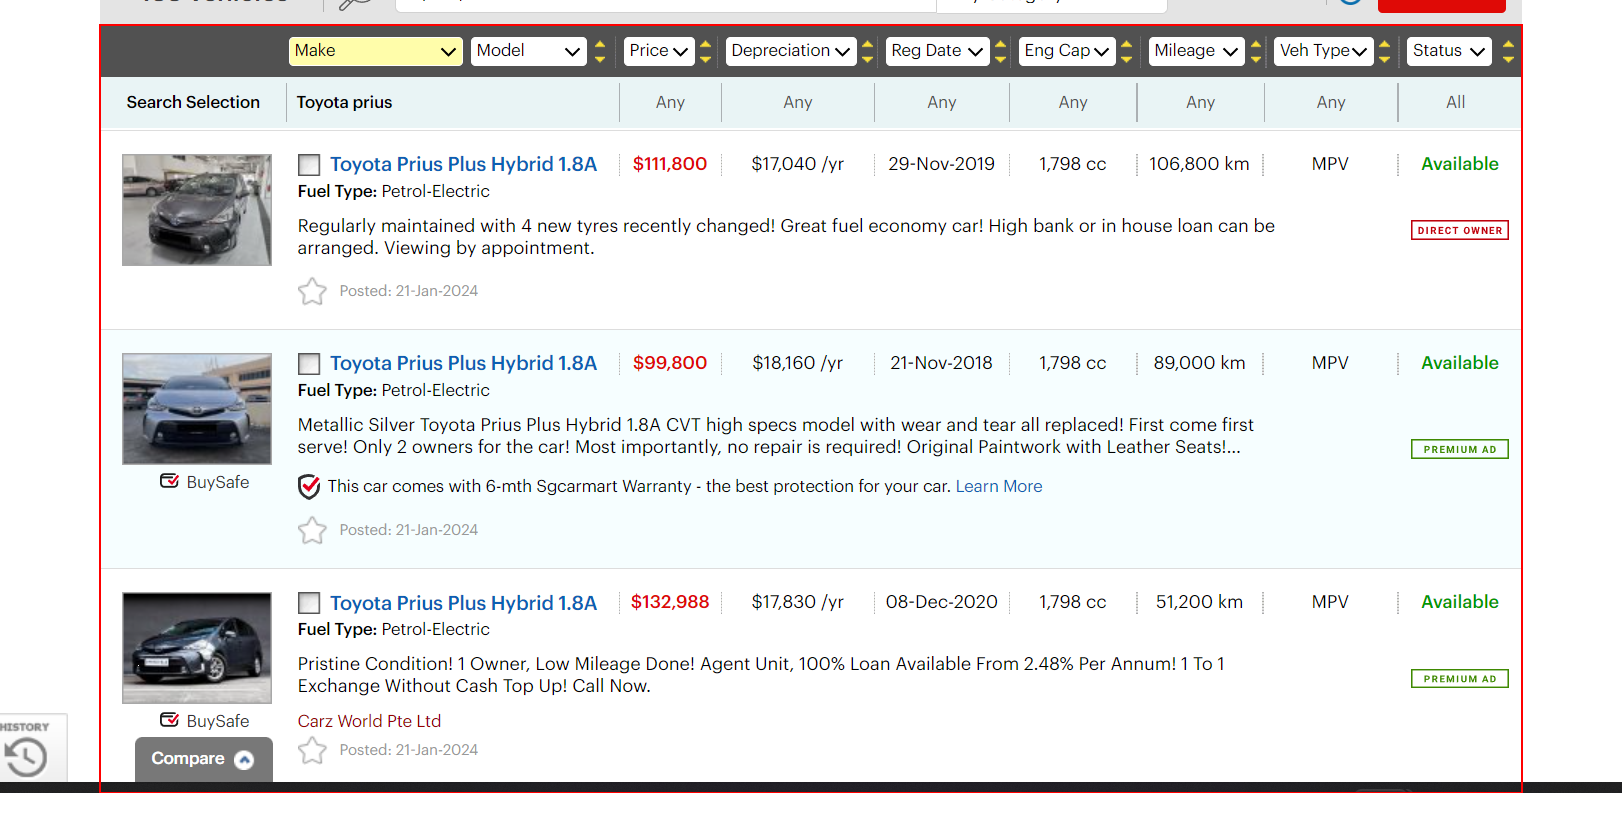 Make Model Price Depreciation Reg Date Eng Cap Mileage Veh Type Status
Search Selection Toyota prius Any Any Any Any Any Any All
Toyota Prius Plus Hybrid 1.8A $111,800 $17,040 /yr 29-Nov-2019 1,798 cc 106,800 km MPV Available
Fuel Type: Petrol-Electric
Regularly maintained with 4 new tyres recently changed! Great fuel economy car! High bank or in house loan can be
arranged. Viewing by appointment.
DIRECT OWNER
Posted: 21-Jan-2024
Toyota Prius Plus Hybrid 1.8A $99,800 $18,160 /yr 21-Nov-2018 1,798 cc 89,000 km MPV Available
Fuel Type: Petrol-Electric
Metallic Silver Toyota Prius Plus Hybrid 1.8A CVT high specs model with wear and tear all replaced! First come first
serve! Only 2 owners for the car! Most importantly, no repair is required! Original Paintwork with Leather Seats!...
PREMIUM AD
BuySafe
This car comes with 6-mth Sgcarmart Warranty - the best protection for your car. Learn More
Posted: 21-Jan-2024
Toyota Prius Plus Hybrid 1.8A $132,988 $17,830 /yr 08-Dec-2020 1,798 cc 51,200 km MPV Available
Fuel Type: Petrol-Electric
Pristine Condition! 1 Owner, Low Mileage Done! Agent Unit, 100% Loan Available From 2.48% Per Annum! 1 To 1
Exchange Without Cash Top Up! Call Now.
PREMIUM AD
BuySafe
Carz World Pte Ltd
Posted: 21-Jan-2024
HISTORY
Compare